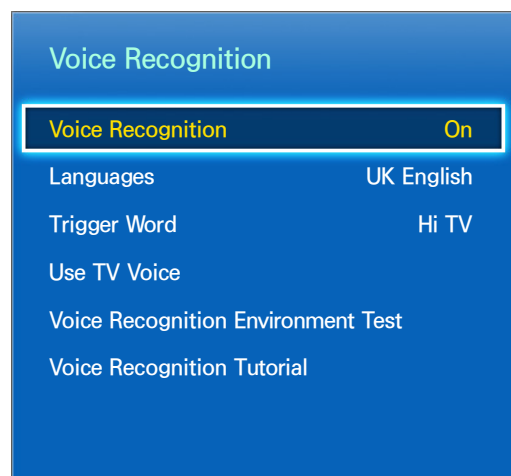 Voice Recognition
Voice Recognition On
Languages UK English
Trigger Word Hi TV
Use TV Voice
Voice Recognition Environment Test
Voice Recognition Tutorial